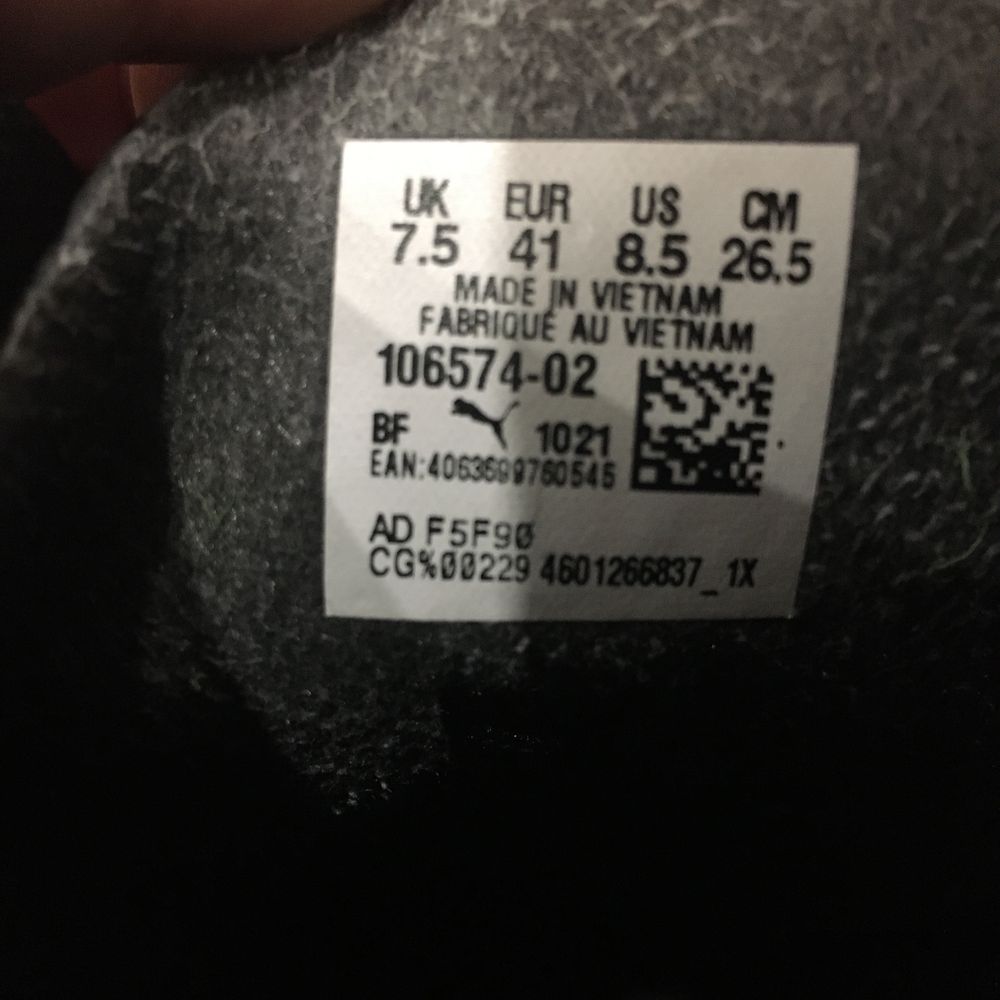 UK EUR US CM
7.5 41 8.5 26.5
MADE IN VIETNAM
FABRIQUÉ AU VIETNAM
106574-02
BF 1021
EAN:4063699760545
AD F5F90
CG%00229 4601266837_1X